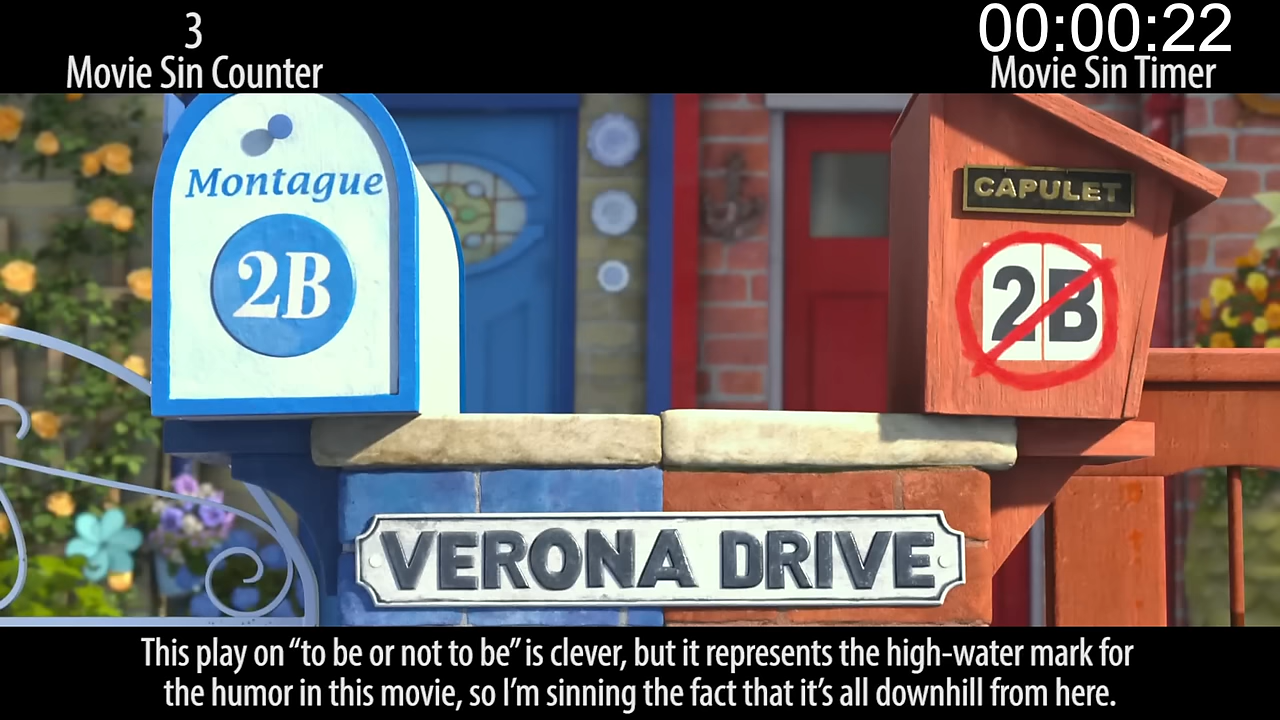 3
Movie Sin Counter
00:00:22
Movie Sin Timer
Montague
2B
CAPULET
2B
VERONA DRIVE
This play on “to be or not to be” is clever, but it represents the high-water mark for
the humor in this movie, so I’m sinning the fact that it’s all downhill from here.